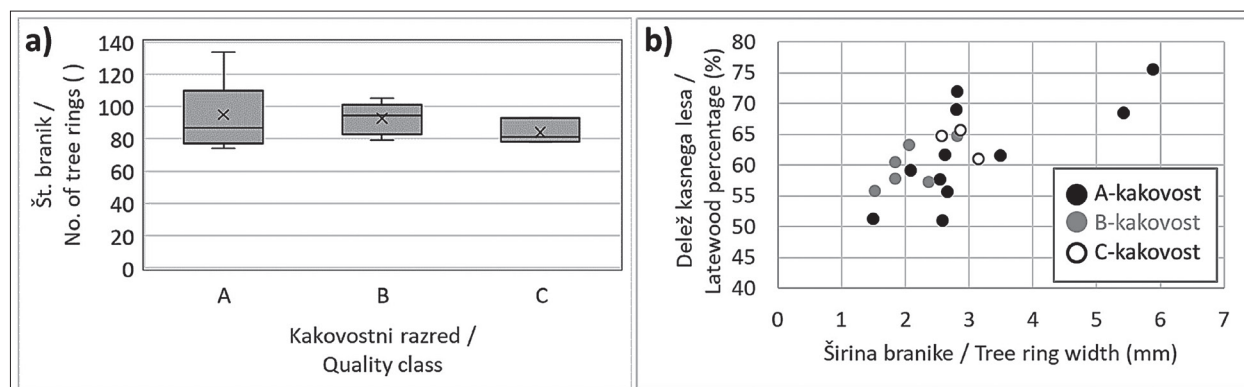 a)
Št. branik /
No. of tree rings ( )
140
120
100
80
60
40
20
0
A
B
C
Kakovostni razred /
Quality class
b)
Delež kasnega lesa /
Latewood percentage (%)
80
75
70
65
60
55
50
45
40
0
1
2
3
4
5
6
7
Širina branike / Tree ring width (mm)
A-kakovost
B-kakovost
C-kakovost